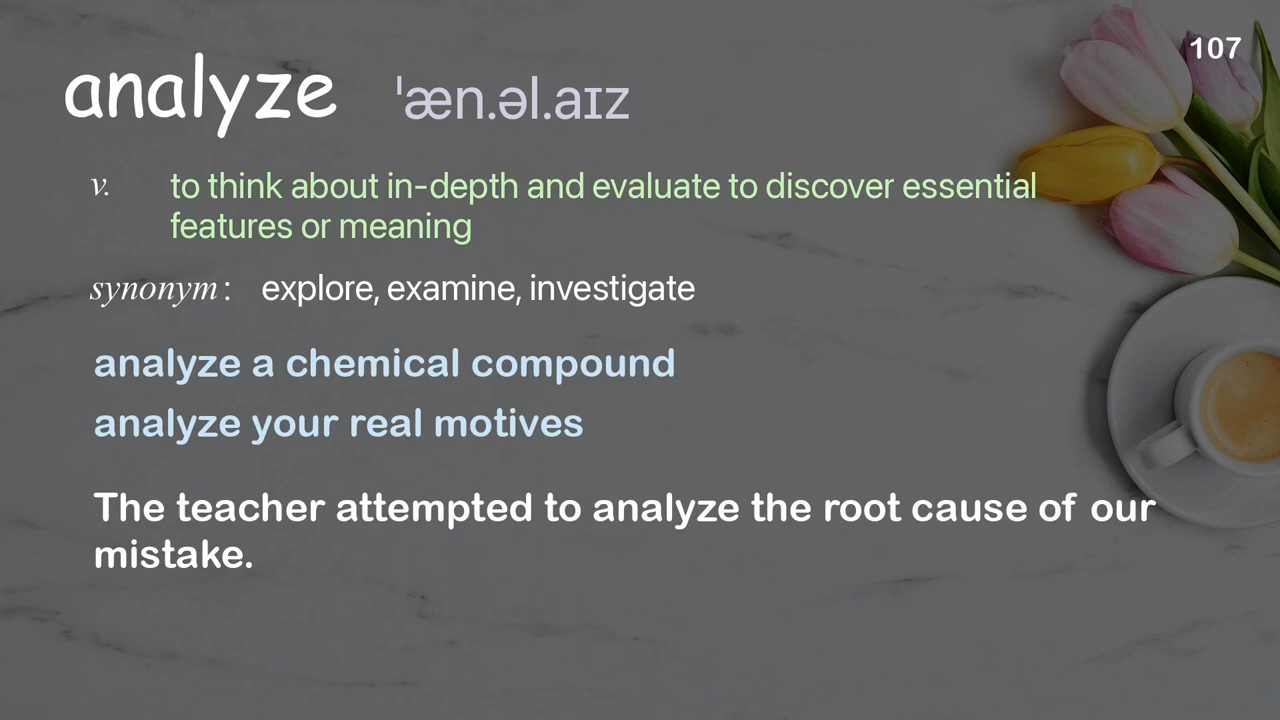 107
analyze ˈæn.əl.aɪz
v. to think about in-depth and evaluate to discover essential
features or meaning
synonym : explore, examine, investigate
analyze a chemical compound
analyze your real motives
The teacher attempted to analyze the root cause of our
mistake.